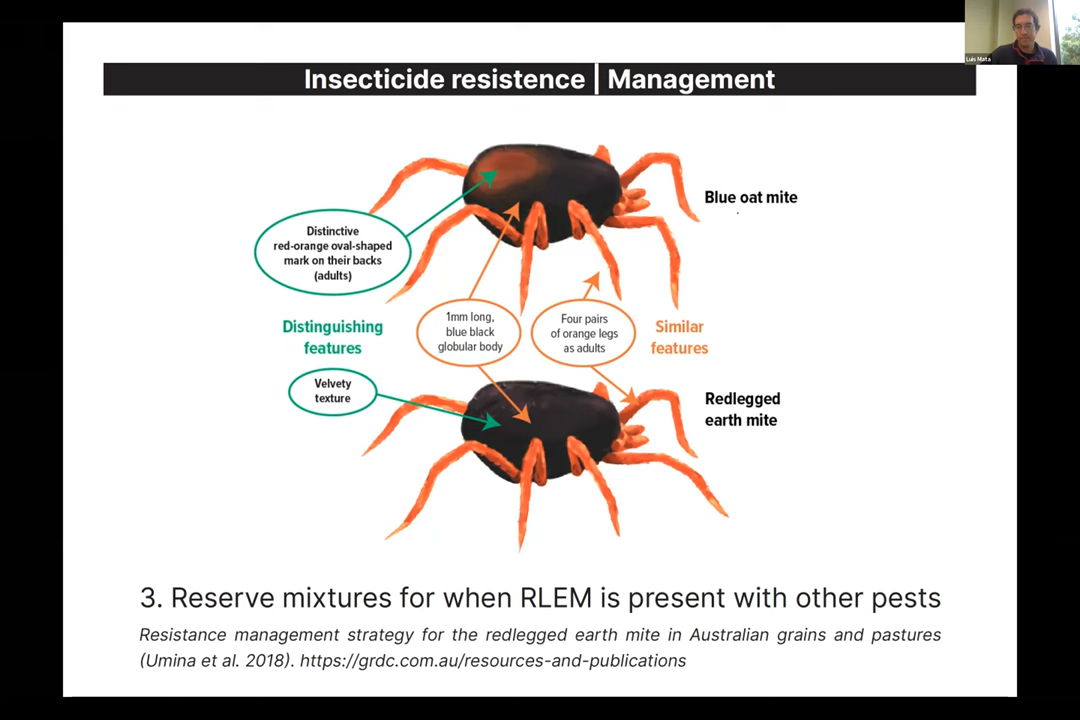 Luis Mata
Insecticide resistence | Management
Blue oat mite
Distinctive
red-orange oval-shaped
mark on their backs
(adults)
Distinguishing
features
1mm long,
blue black
globular body
Four pairs
of orange legs
as adults
Similar
features
Velvety
texture
Redlegged
earth mite
3. Reserve mixtures for when RLEM is present with other pests
Resistance management strategy for the redlegged earth mite in Australian grains and pastures
(Umina et al. 2018). https://grdc.com.au/resources-and-publications